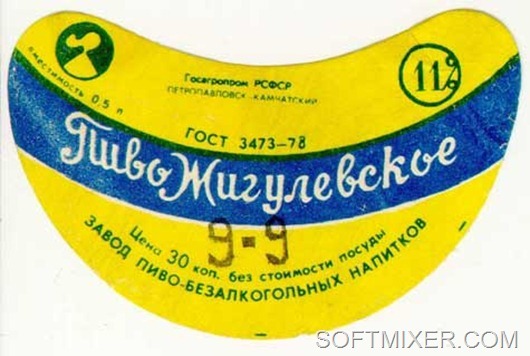 вместимость 0,5 л
Госагропром РСФСР
ПЕТРОПАВЛОВСК-КАМЧАТСКИЙ
11%
ГОСТ 3473-78
Пиво Жигулевское
9-9
Цена 30 коп. без стоимости посуды
ЗАВОД ПИВО-БЕЗАЛКОГОЛЬНЫХ НАПИТКОВ
SOFTMIXER.COM